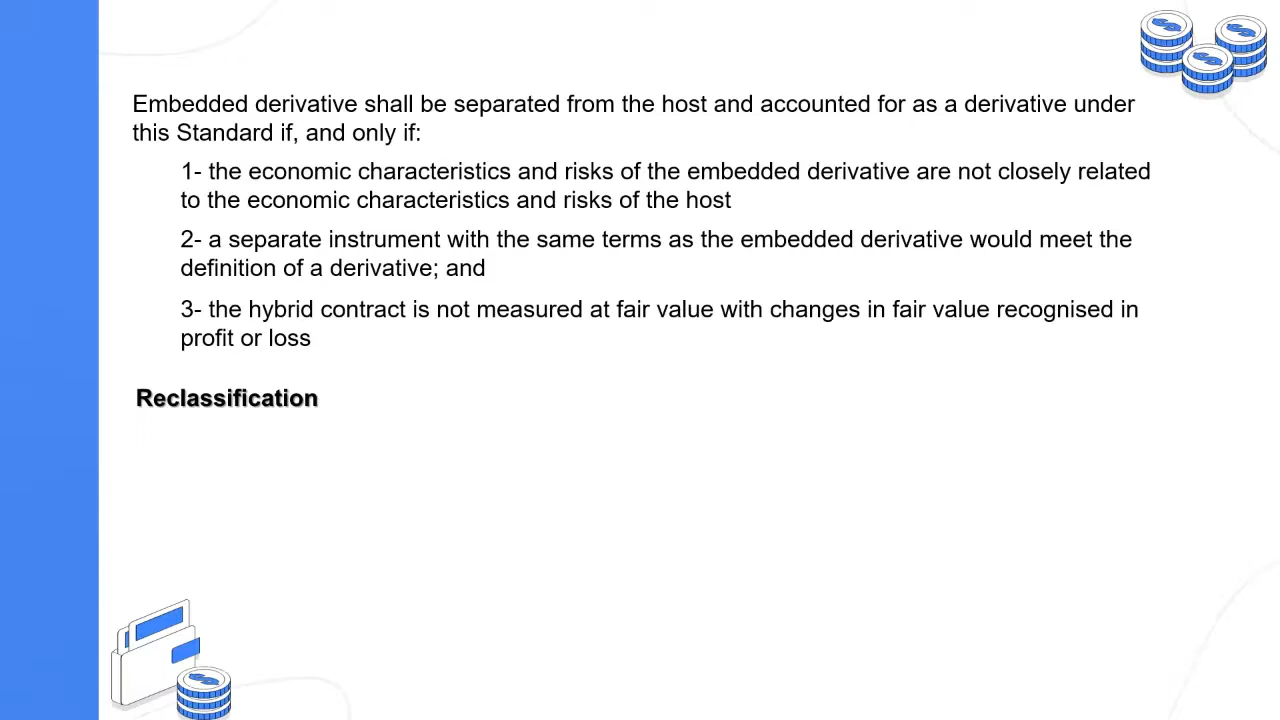 Embedded derivative shall be separated from the host and accounted for as a derivative under
this Standard if, and only if:
1- the economic characteristics and risks of the embedded derivative are not closely related
to the economic characteristics and risks of the host
2- a separate instrument with the same terms as the embedded derivative would meet the
definition of a derivative; and
3- the hybrid contract is not measured at fair value with changes in fair value recognised in
profit or loss
Reclassification